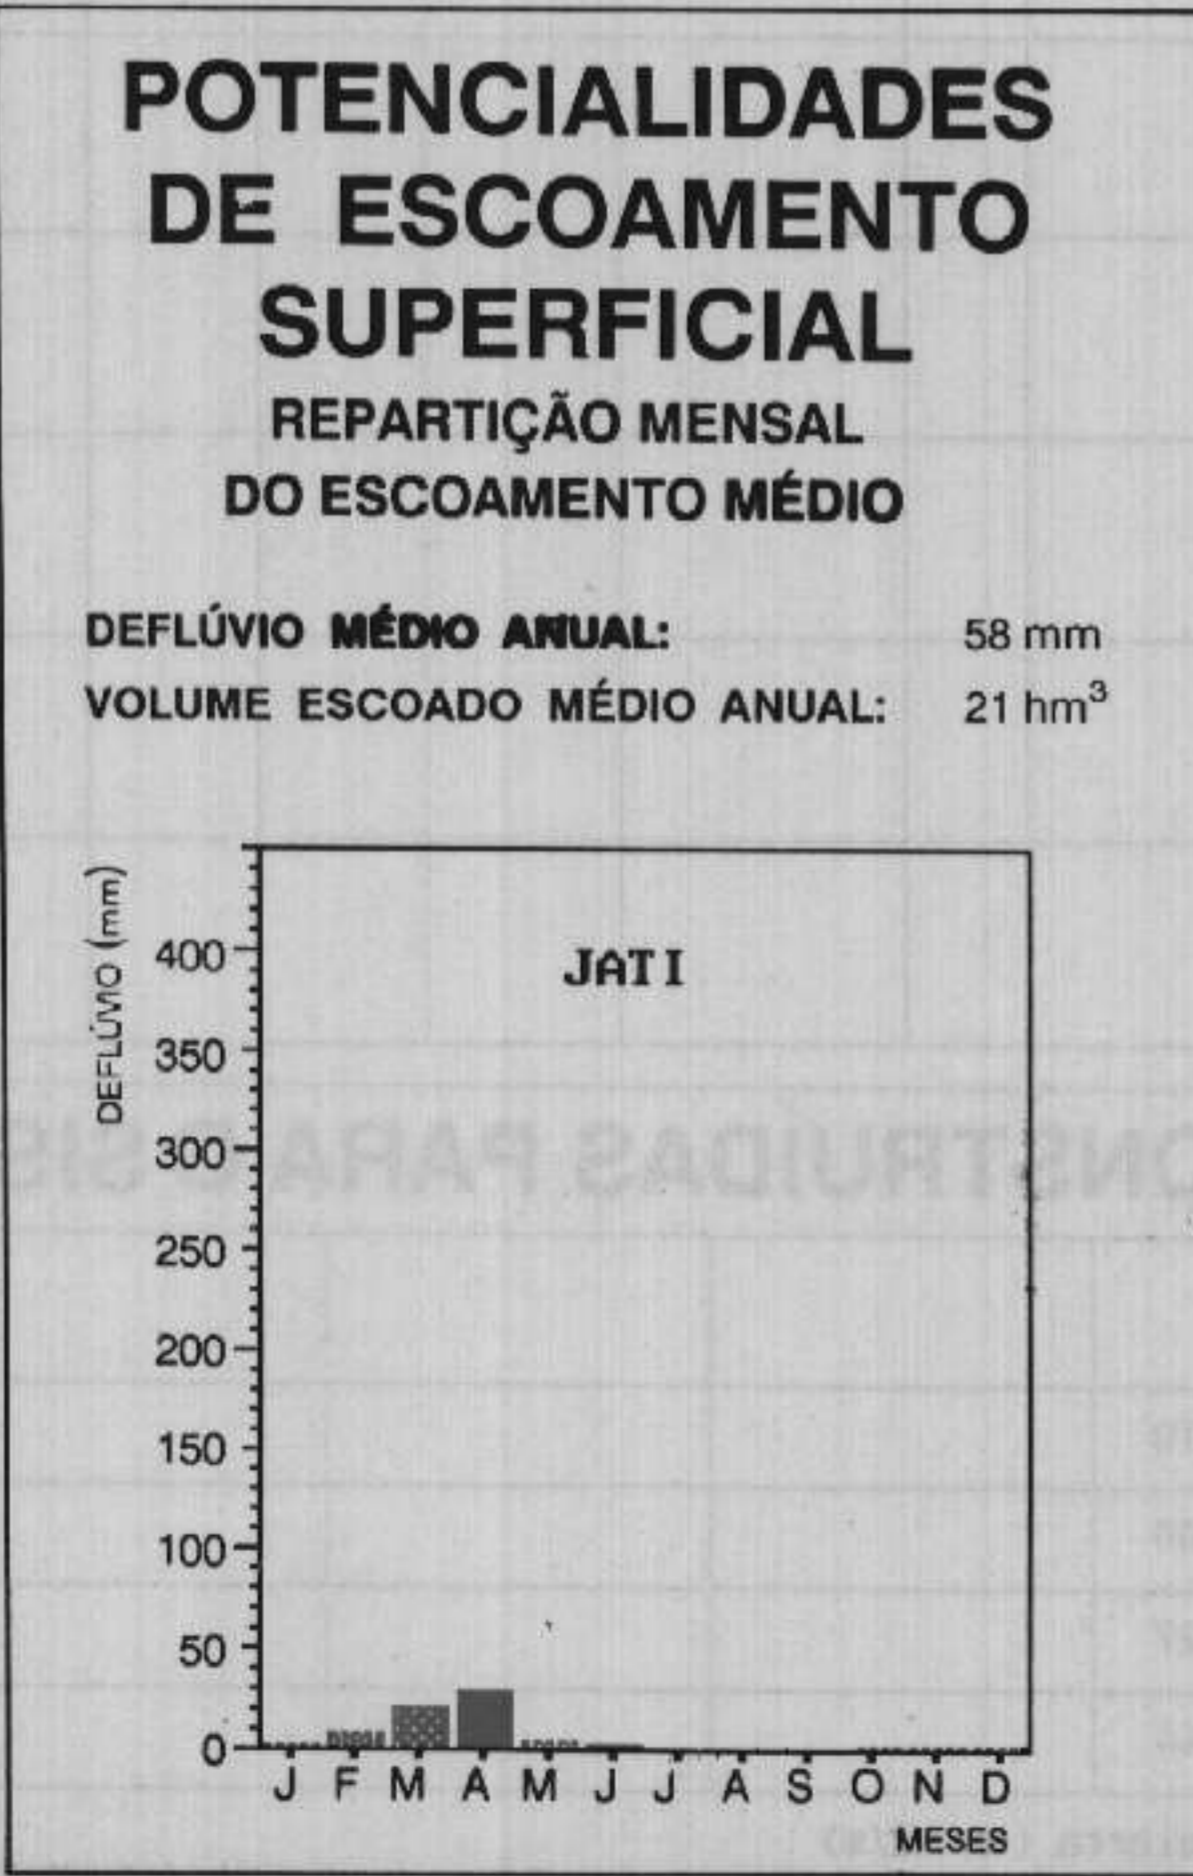 POTENCIALIDADES
DE ESCOAMENTO
SUPERFICIAL
REPARTIÇÃO MENSAL
DO ESCOAMENTO MÉDIO
DEFLÚVIO MÉDIO ANUAL: 58 mm
VOLUME ESCOADO MÉDIO ANUAL: 21 hm³
DEFLÚVIO (mm)
JATI
400
350
300
250
200
150
100
50
0
J F M A M J J A S O N D
MESES